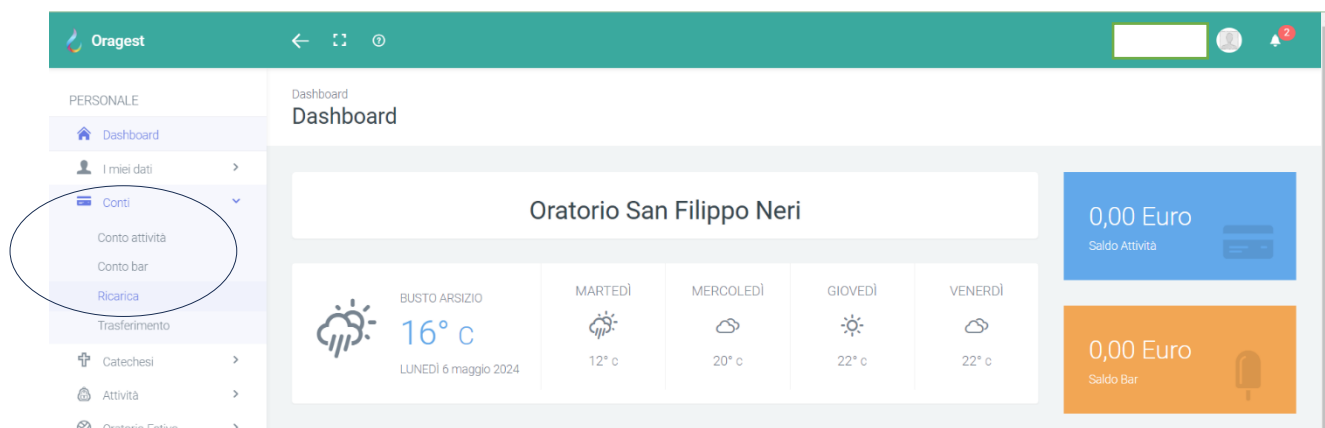 Oragest
2
PERSONALE
Dashboard
I miei dati
Conti
Conto attività
Conto bar
Ricarica
Trasferimento
Catechesi
Attività
Oratorio Estivo
Dashboard
Dashboard
Oratorio San Filippo Neri
BUSTO ARSIZIO
16° C
LUNEDÌ 6 maggio 2024
MARTEDÌ
12° C
MERCOLEDÌ
20° C
GIOVEDÌ
22° C
VENERDÌ
22° C
0,00 Euro
Saldo Attività
0,00 Euro
Saldo Bar